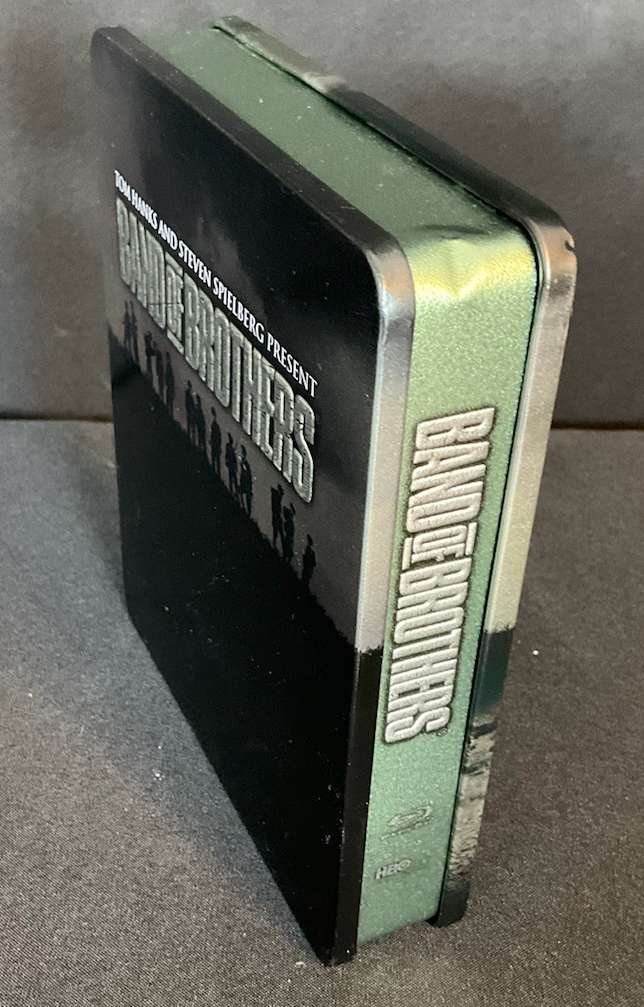 TOM HANKS AND STEVEN SPIELBERG PRESENT
BAND OF BROTHERS
BAND OF BROTHERS®
HBO